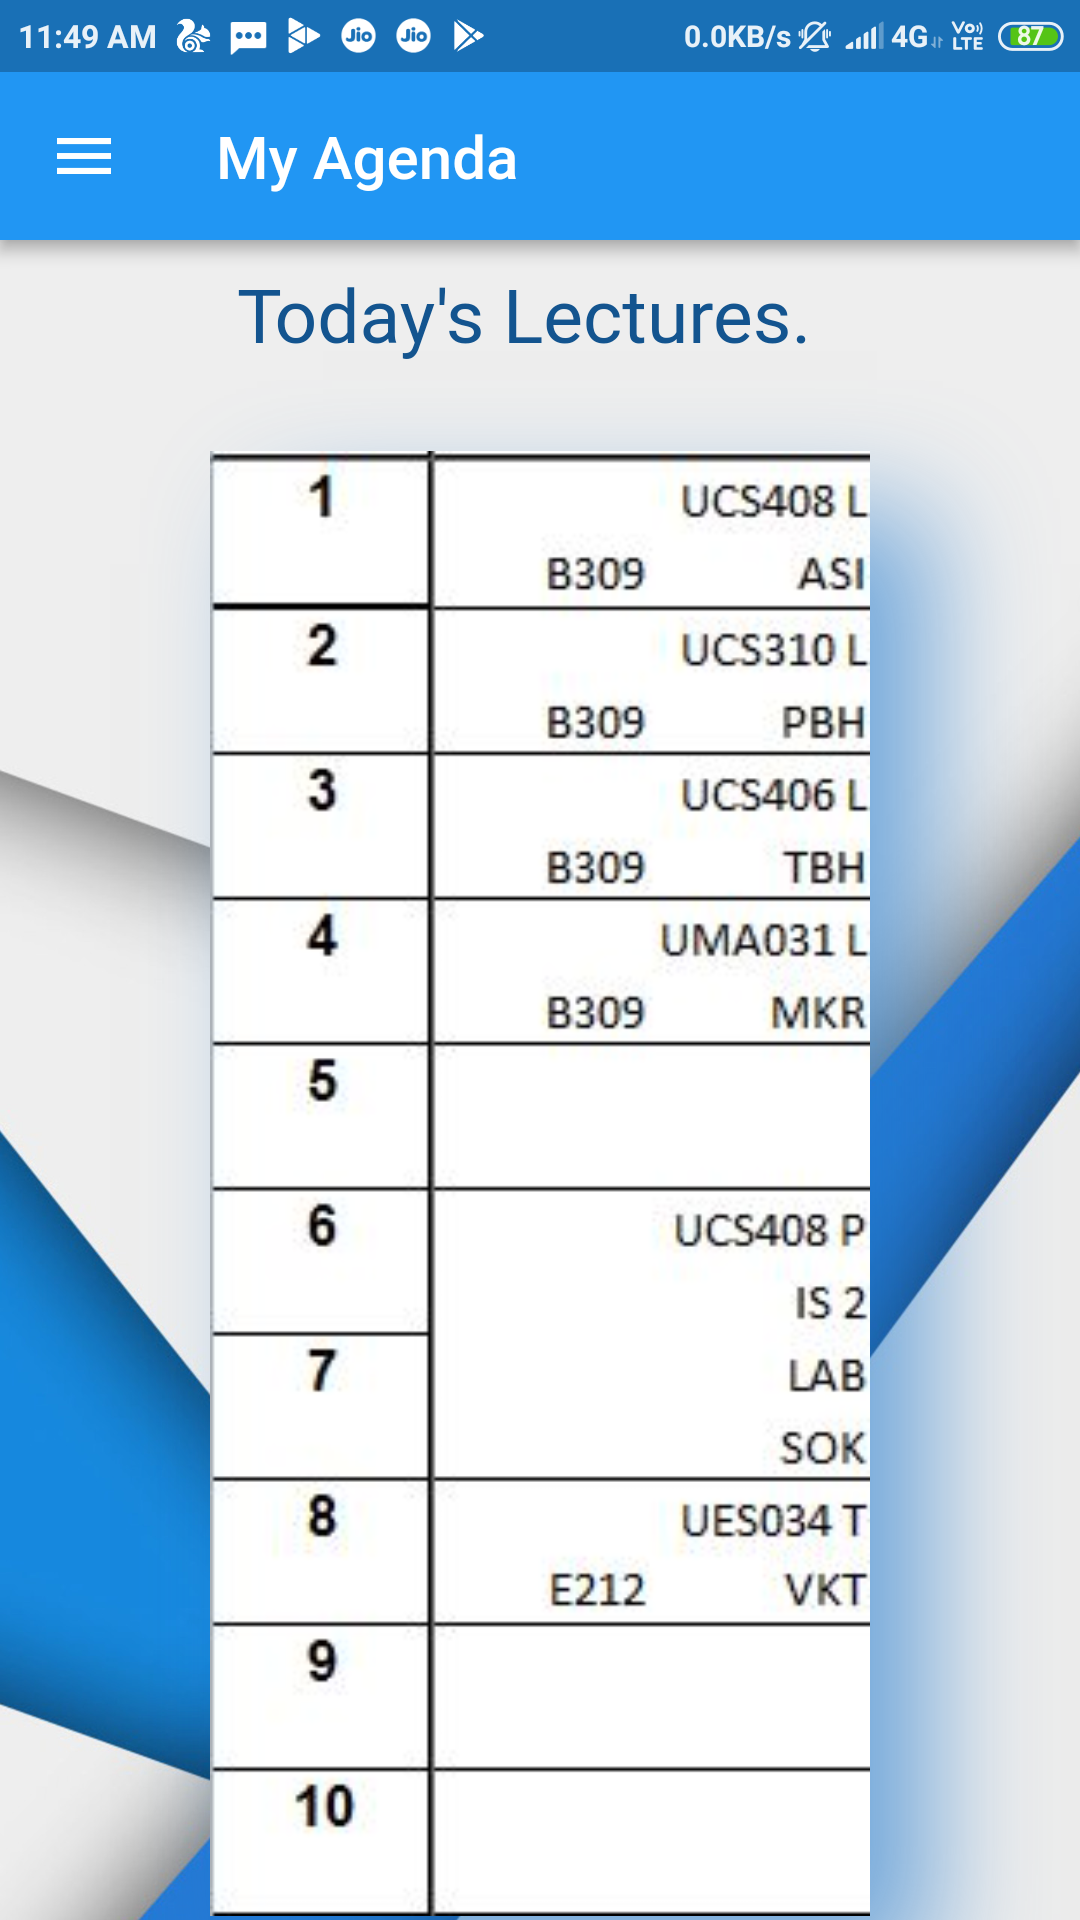 11:49 AM Jio Jio 0.0KB/s 4G VoLTE 87
My Agenda
Today's Lectures.
1 UCS408 L
B309 ASI
2 UCS310 L
B309 PBH
3 UCS406 L
B309 TBH
4 UMA031 L
B309 MKR
5
6 UCS408 P
IS 2
7 LAB
SOK
8 UES034 T
E212 VKT
9
10